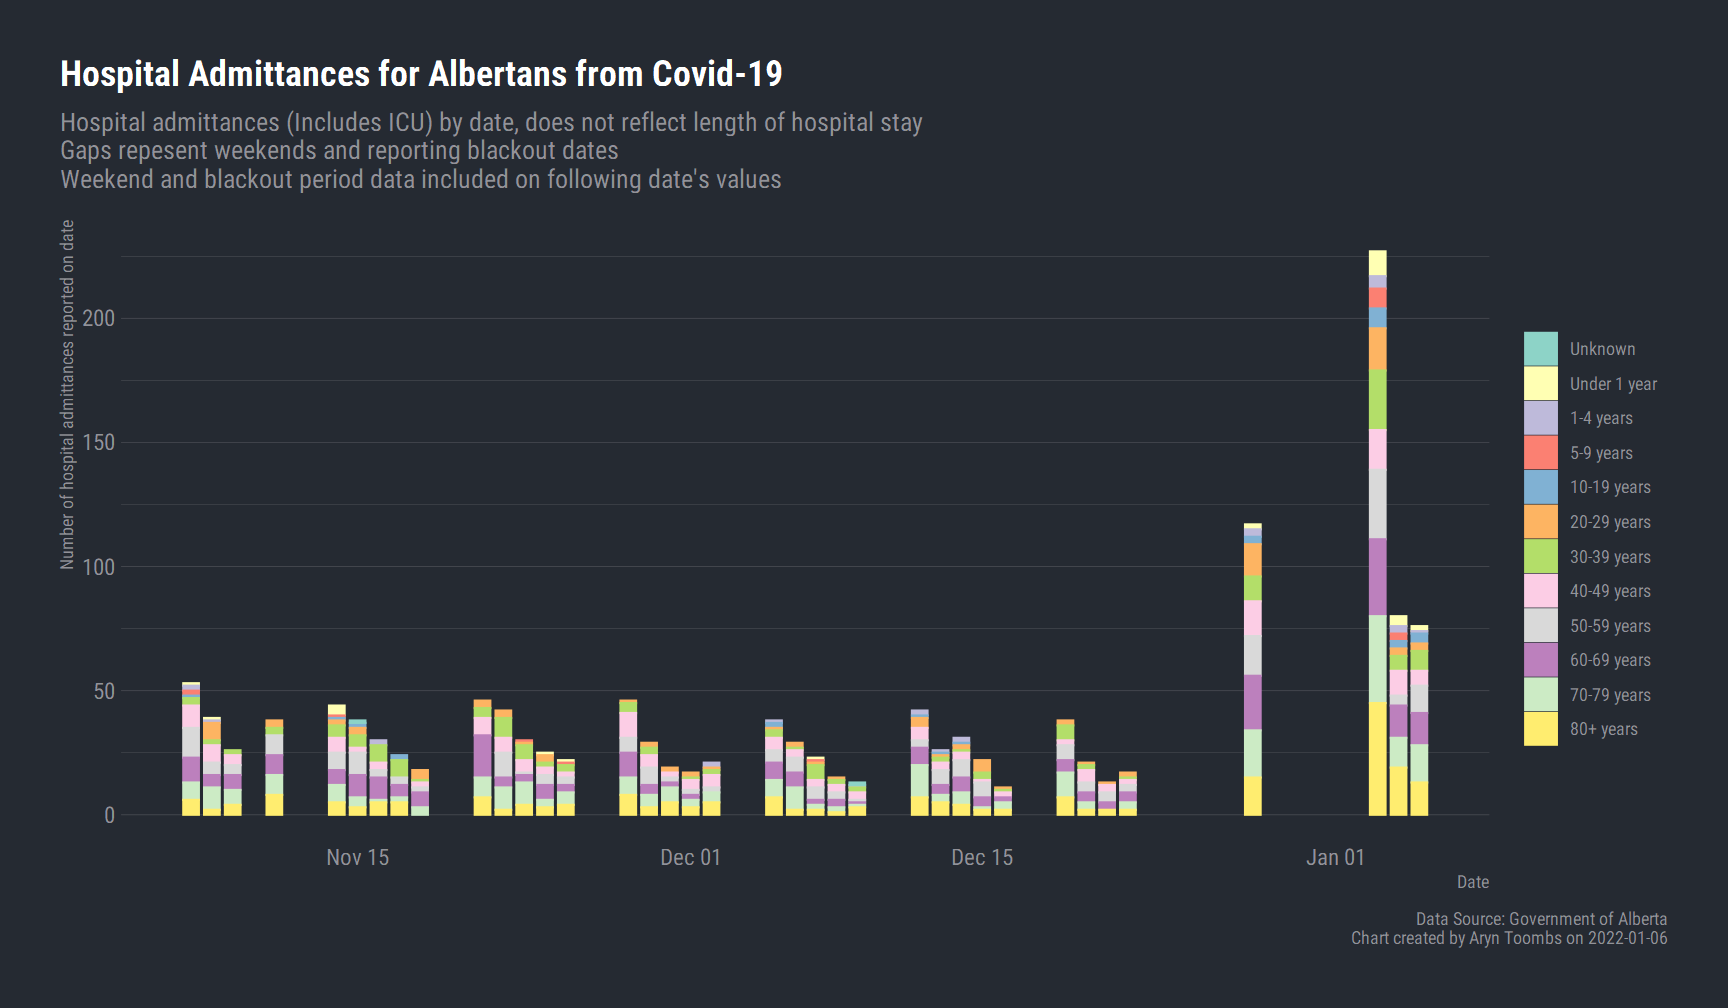 Hospital Admittances for Albertans from Covid-19
Hospital admittances (Includes ICU) by date, does not reflect length of hospital stay
Gaps repesent weekends and reporting blackout dates
Weekend and blackout period data included on following date's values
Number of hospital admittances reported on date
200
150
100
50
0
Nov 15
Dec 01
Dec 15
Jan 01
Date
Unknown
Under 1 year
1-4 years
5-9 years
10-19 years
20-29 years
30-39 years
40-49 years
50-59 years
60-69 years
70-79 years
80+ years
Data Source: Government of Alberta
Chart created by Aryn Toombs on 2022-01-06